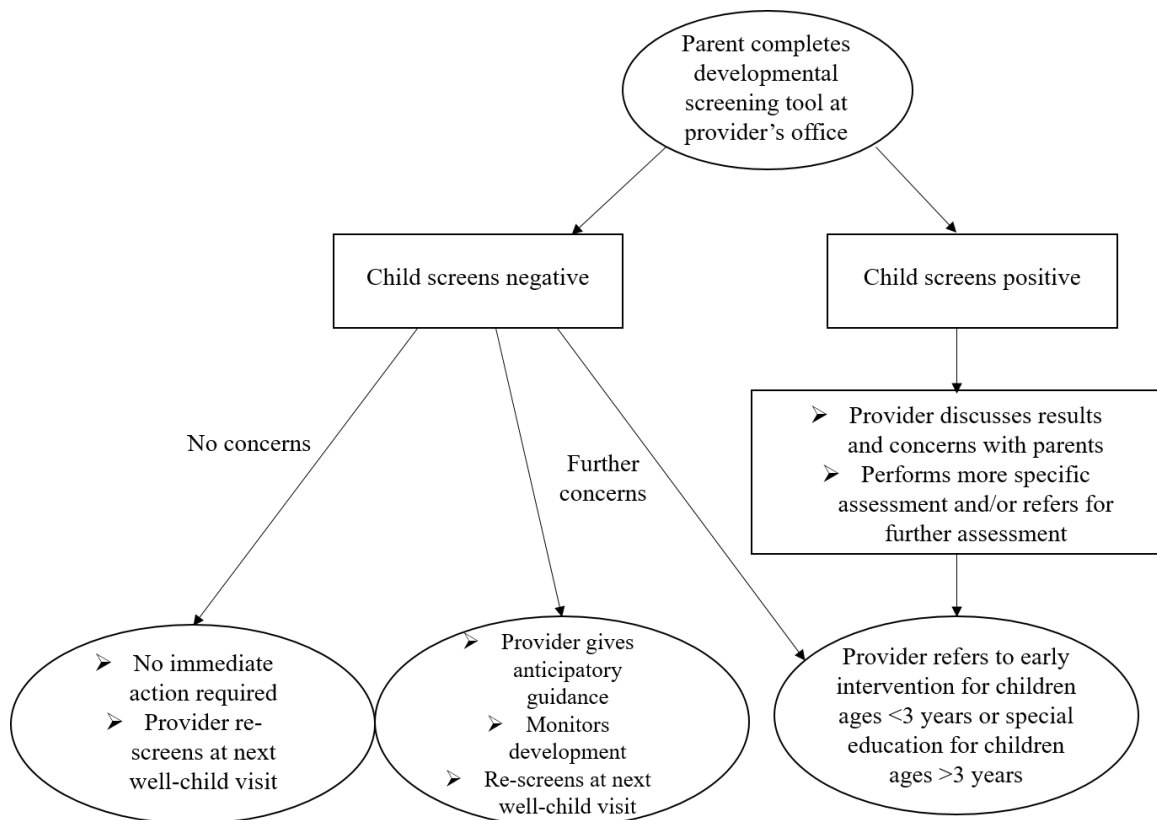 Parent completes
developmental
screening tool at
provider’s office
Child screens negative
Child screens positive
No concerns
Further
concerns
➢ Provider discusses results
and concerns with parents
➢ Performs more specific
assessment and/or refers for
further assessment
➢ No immediate
action required
➢ Provider re-
screens at next
well-child visit
➢ Provider gives
anticipatory
guidance
➢ Monitors
development
➢ Re-screens at next
well-child visit
Provider refers to early
intervention for children
ages <3 years or special
education for children
ages >3 years